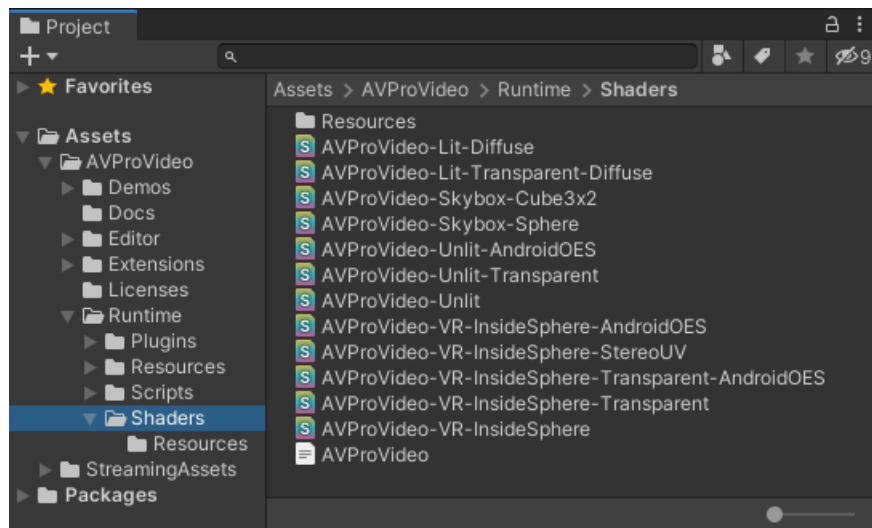 Project
9
Favorites
Assets
AVProVideo
Demos
Docs
Editor
Extensions
Licenses
Runtime
Plugins
Resources
Scripts
Shaders
Resources
StreamingAssets
Packages
Assets > AVProVideo > Runtime > Shaders
Resources
AVProVideo-Lit-Diffuse
AVProVideo-Lit-Transparent-Diffuse
AVProVideo-Skybox-Cube3x2
AVProVideo-Skybox-Sphere
AVProVideo-Unlit-AndroidOES
AVProVideo-Unlit-Transparent
AVProVideo-Unlit
AVProVideo-VR-InsideSphere-AndroidOES
AVProVideo-VR-InsideSphere-StereoUV
AVProVideo-VR-InsideSphere-Transparent-AndroidOES
AVProVideo-VR-InsideSphere-Transparent
AVProVideo-VR-InsideSphere
AVProVideo